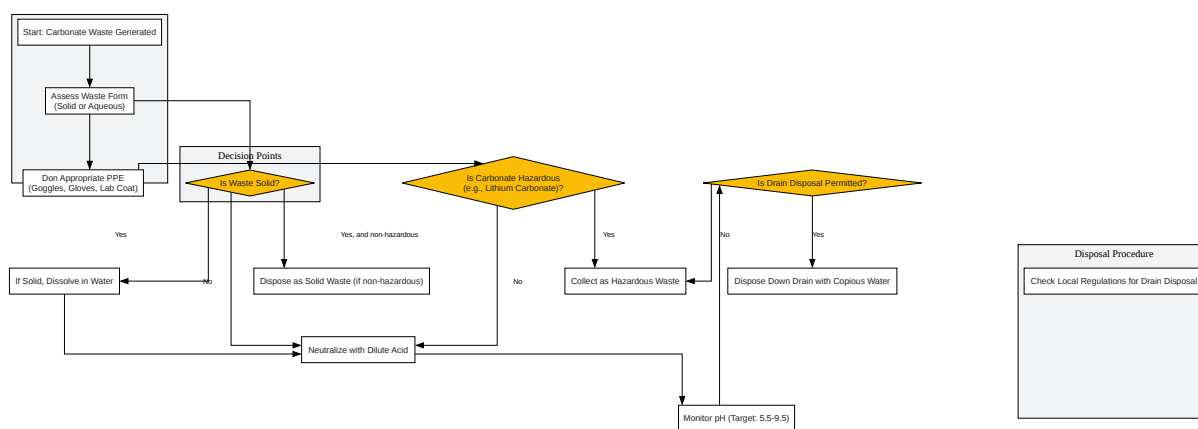 Start: Carbonate Waste Generated
Assess Waste Form
(Solid or Aqueous)
Don Appropriate PPE
(Goggles, Gloves, Lab Coat)
Decision Points
Is Waste Solid?
Is Carbonate Hazardous
(e.g., Lithium Carbonate)?
Is Drain Disposal Permitted?
Yes
Yes, and non-hazardous
Yes
No
Yes
Disposal Procedure
If Solid, Dissolve in Water
No
Dispose as Solid Waste (if non-hazardous)
No
Collect as Hazardous Waste
Dispose Down Drain with Copious Water
Check Local Regulations for Drain Disposal
Neutralize with Dilute Acid
Monitor pH (Target: 5.5-9.5)